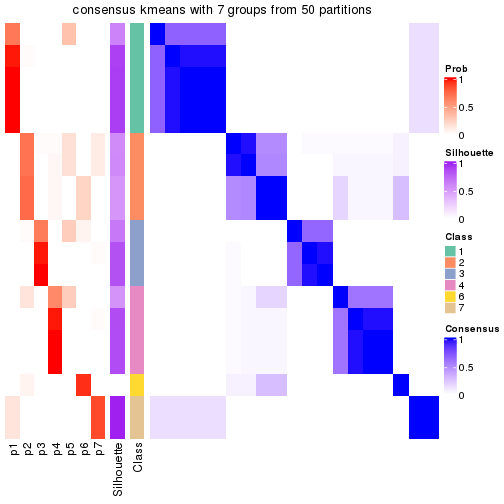 consensus kmeans with 7 groups from 50 partitions
Prob
1
0.5
0
Silhouette
1
0.5
0
Class
1
2
3
4
6
7
Consensus
1
0.5
0
p1
p2
p3
p4
p5
p6
p7
Silhouette
Class